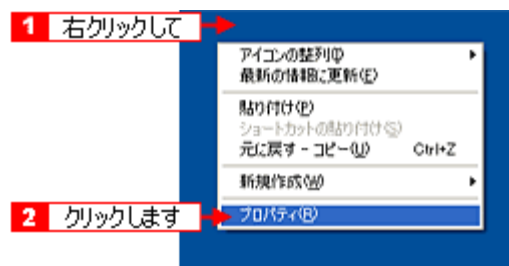 1 右クリックして
アイコンの整列(I)
最新の情報に更新(E)
貼り付け(P)
ショートカットの貼り付け(S)
元に戻す - コピー(U) Ctrl+Z
新規作成(W)
2 クリックします
プロパティ(R)